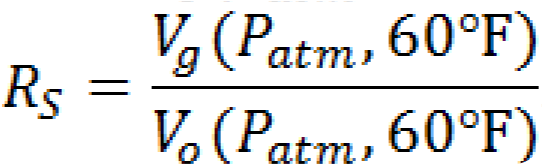 R_S = V_g(P_atm, 60°F) / V_o(P_atm, 60°F)